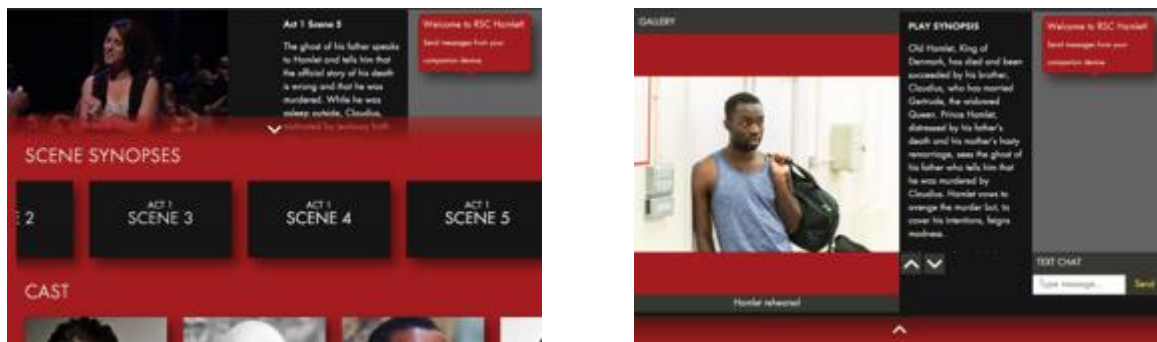 Act 1 Scene 5
The ghost of his father speaks
to Hamlet and tells him that
the official story of his death
is wrong and that he was
murdered. While he was
asleep outside, Claudius,
motivated by jealousy both
Welcome to RSC Hamlet!
Send messages from your
companion device.
SCENE SYNOPSES
E 2
ACT 1
SCENE 3
ACT 1
SCENE 4
ACT 1
SCENE 5
CAST
GALLERY
Hamlet rehearsal
PLAY SYNOPSIS
Old Hamlet, King of
Denmark, has died and been
succeeded by his brother,
Claudius, who has married
Gertrude, the widowed
Queen. Prince Hamlet,
distressed by his father's
death and his mother's hasty
remarriage, sees the ghost of
his father who tells him that
he was murdered by
Claudius. Hamlet vows to
avenge the murder but, to
cover his intentions, feigns
madness.
Welcome to RSC Hamlet!
Send messages from your
companion device.
TEXT CHAT
Type message...
Send